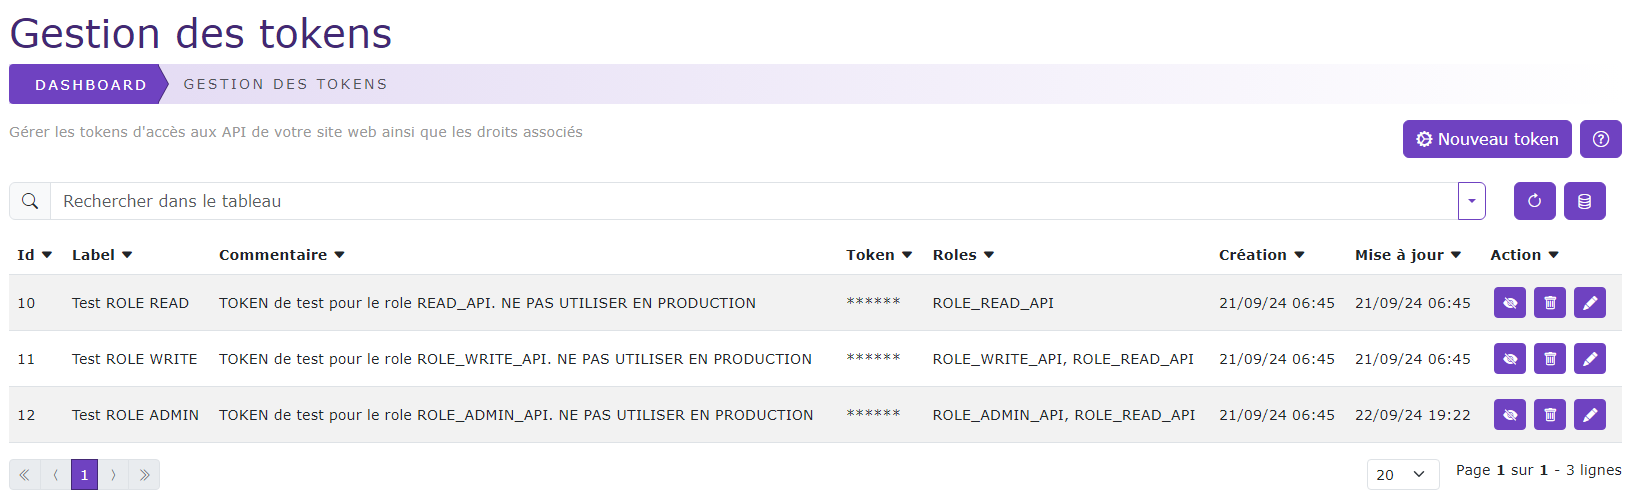 Gestion des tokens
DASHBOARD GESTION DES TOKENS
Gérer les tokens d'accès aux API de votre site web ainsi que les droits associés
Nouveau token
Rechercher dans le tableau
Id Label Commentaire Token Roles Création Mise à jour Action
10 Test ROLE READ TOKEN de test pour le role READ_API. NE PAS UTILISER EN PRODUCTION ****** ROLE_READ_API 21/09/24 06:45 21/09/24 06:45
11 Test ROLE WRITE TOKEN de test pour le role ROLE_WRITE_API. NE PAS UTILISER EN PRODUCTION ****** ROLE_WRITE_API, ROLE_READ_API 21/09/24 06:45 21/09/24 06:45
12 Test ROLE ADMIN TOKEN de test pour le role ROLE_ADMIN_API. NE PAS UTILISER EN PRODUCTION ****** ROLE_ADMIN_API, ROLE_READ_API 21/09/24 06:45 22/09/24 19:22
« ‹ 1 › » 20 Page 1 sur 1 - 3 lignes